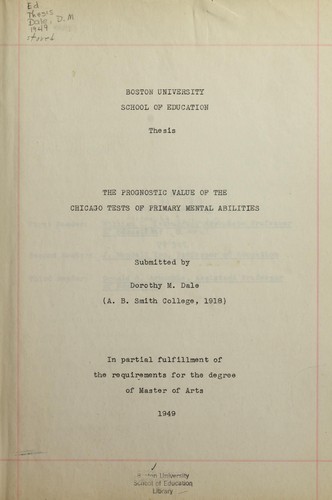 Ed
Thesis
Dale, D. M
1949
BOSTON UNIVERSITY
SCHOOL OF EDUCATION
Thesis
THE PROGNOSTIC VALUE OF THE
CHICAGO TESTS OF PRIMARY MENTAL ABILITIES
Submitted by
Dorothy M. Dale
(A. B. Smith College, 1918)
In partial fulfillment of
the requirements for the degree
of Master of Arts
1949
University
School of Education
Library